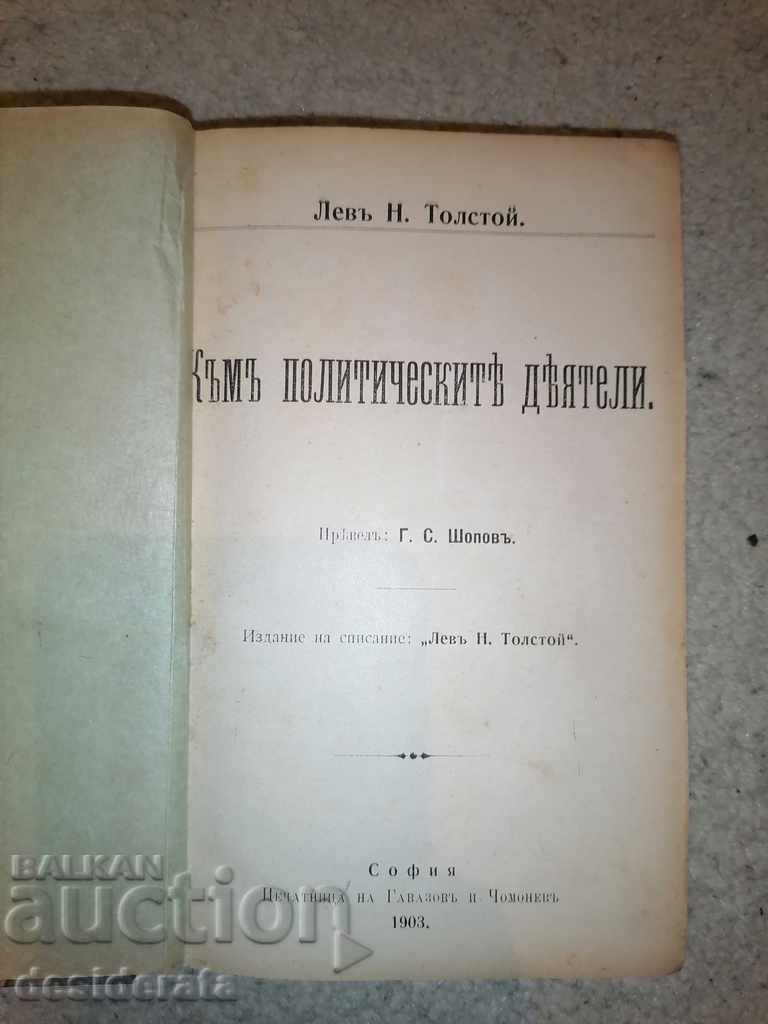 Левъ Н. Толстой.
Къмъ политическитѣ дѣятели.
Прѣвелъ: Г. С. Шоповъ.
Издание на списание: „Левъ Н. Толстой“.
София
Печатница на Гавазовъ и Чомоневъ
1903.
BALKAN
auction
desiderata